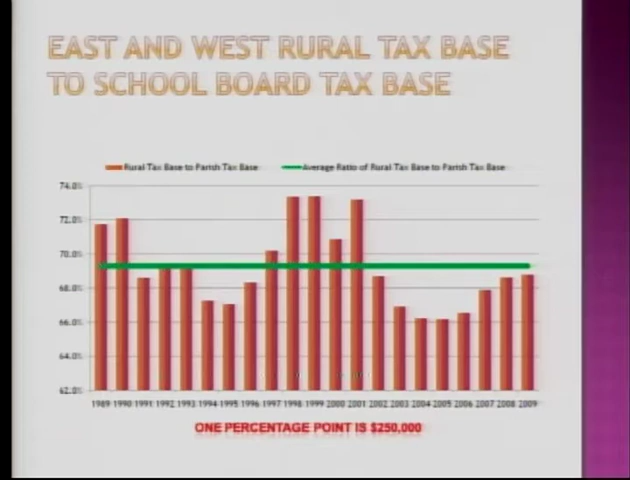 EAST AND WEST RURAL TAX BASE
TO SCHOOL BOARD TAX BASE
Rural Tax Base to Parish Tax Base
Average Ratio of Rural Tax Base to Parish Tax Base
74.0%
72.0%
70.0%
68.0%
66.0%
64.0%
62.0%
1989 1990 1991 1992 1993 1994 1995 1996 1997 1998 1999 2000 2001 2002 2003 2004 2005 2006 2007 2008 2009
ONE PERCENTAGE POINT IS $250,000